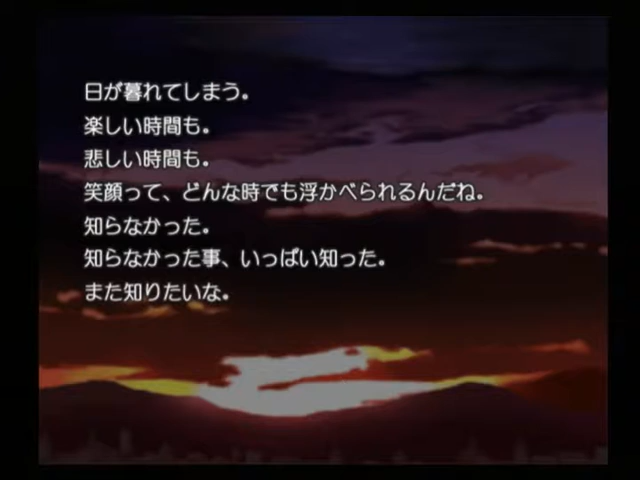 日が暮れてしまう。
楽しい時間も。
悲しい時間も。
笑顔って、どんな時でも浮かべられるんだね。
知らなかった。
知らなかった事、いっぱい知った。
また知りたいな。